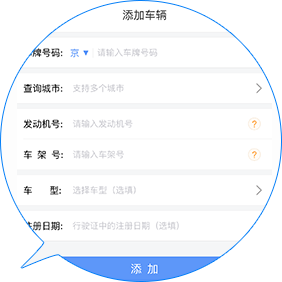 添加车辆
车牌号码: 京 ▼ 请输入车牌号码
查询城市: 支持多个城市
发动机号: 请输入发动机号 ?
车 架 号: 请输入车架号 ?
车 型: 选择车型（选填）
注册日期: 行驶证中的注册日期（选填）
添 加